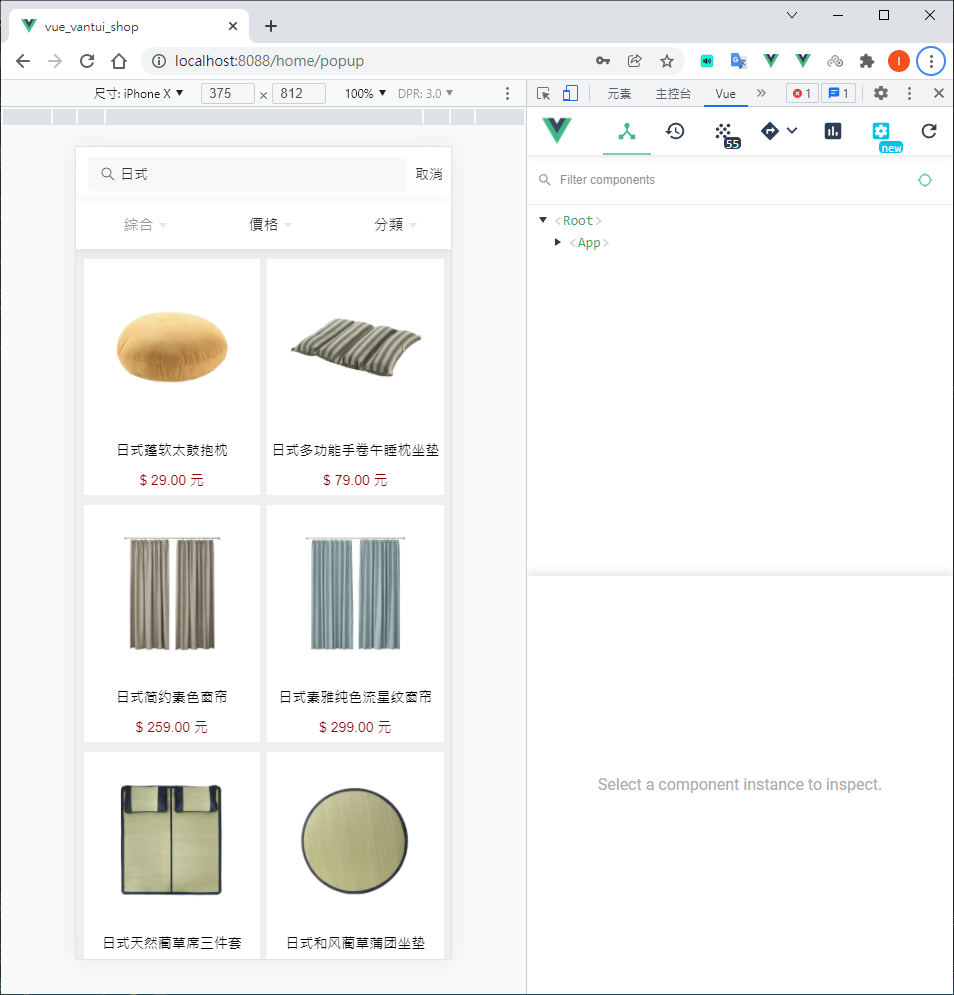 vue_vantui_shop
localhost:8088/home/popup
I
尺寸: iPhone X ▼ 375 × 812 100% ▼ DPR: 3.0 ▼
元素 主控台 Vue » 1 1
55
new
日式 取消
綜合 價格 分類
Filter components
<Root>
<App>
日式蓬软太鼓抱枕 日式多功能手卷午睡枕坐垫
$ 29.00 元 $ 79.00 元
日式简约素色窗帘 日式素雅纯色流星纹窗帘
$ 259.00 元 $ 299.00 元
Select a component instance to inspect.
日式天然蔺草席三件套 日式和风蔺草蒲团坐垫